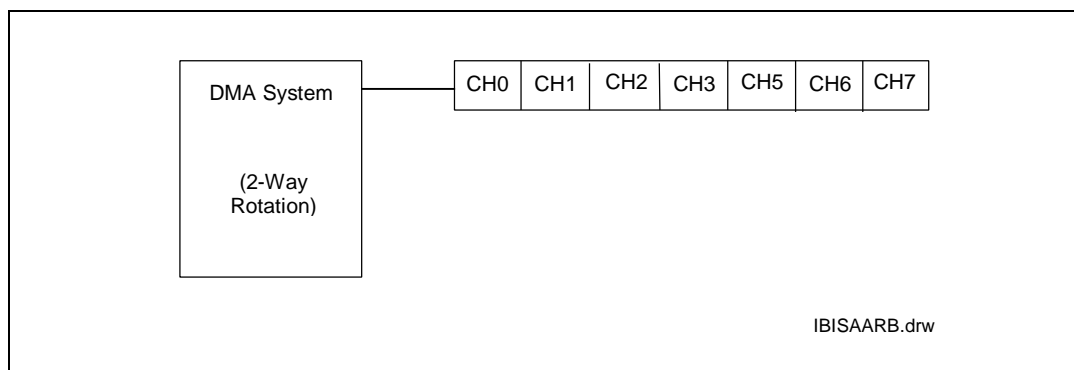 DMA System
(2-Way
Rotation)
CH0 CH1 CH2 CH3 CH5 CH6 CH7
IBISAARB.drw